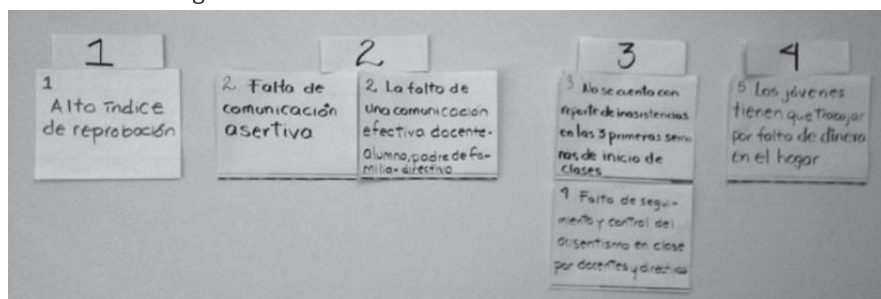 1
1
Alto índice
de reprobación
2
2 Falta de
comunicación
asertiva
2 La falta de
una comunicación
efectiva docente-
alumno, padre de fa-
milia-directivo
3
3 No se cuenta con
reporte de inasistencias
en las 3 primeras sema
nas de inicio de
clases
4 Falta de segui-
miento y control del
ausentismo en clase
por docentes y directivos
4
5 Los jóvenes
tienen que trabajar
por falta de dinero
en el hogar